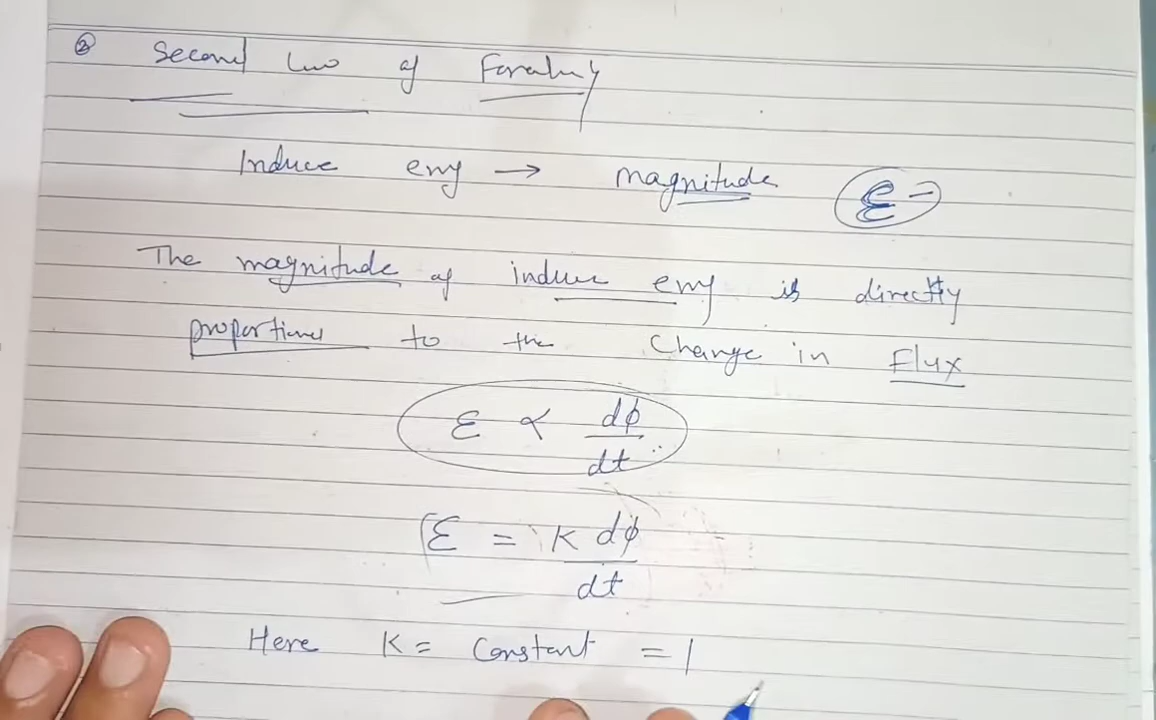 ② Second Law of Faraday
Induce emf → magnitude ε =
The magnitude of induce emf is directly
proportional to the Change in Flux
ε ∝ dφ/dt
ε = K dφ/dt
Here K = Constant = 1